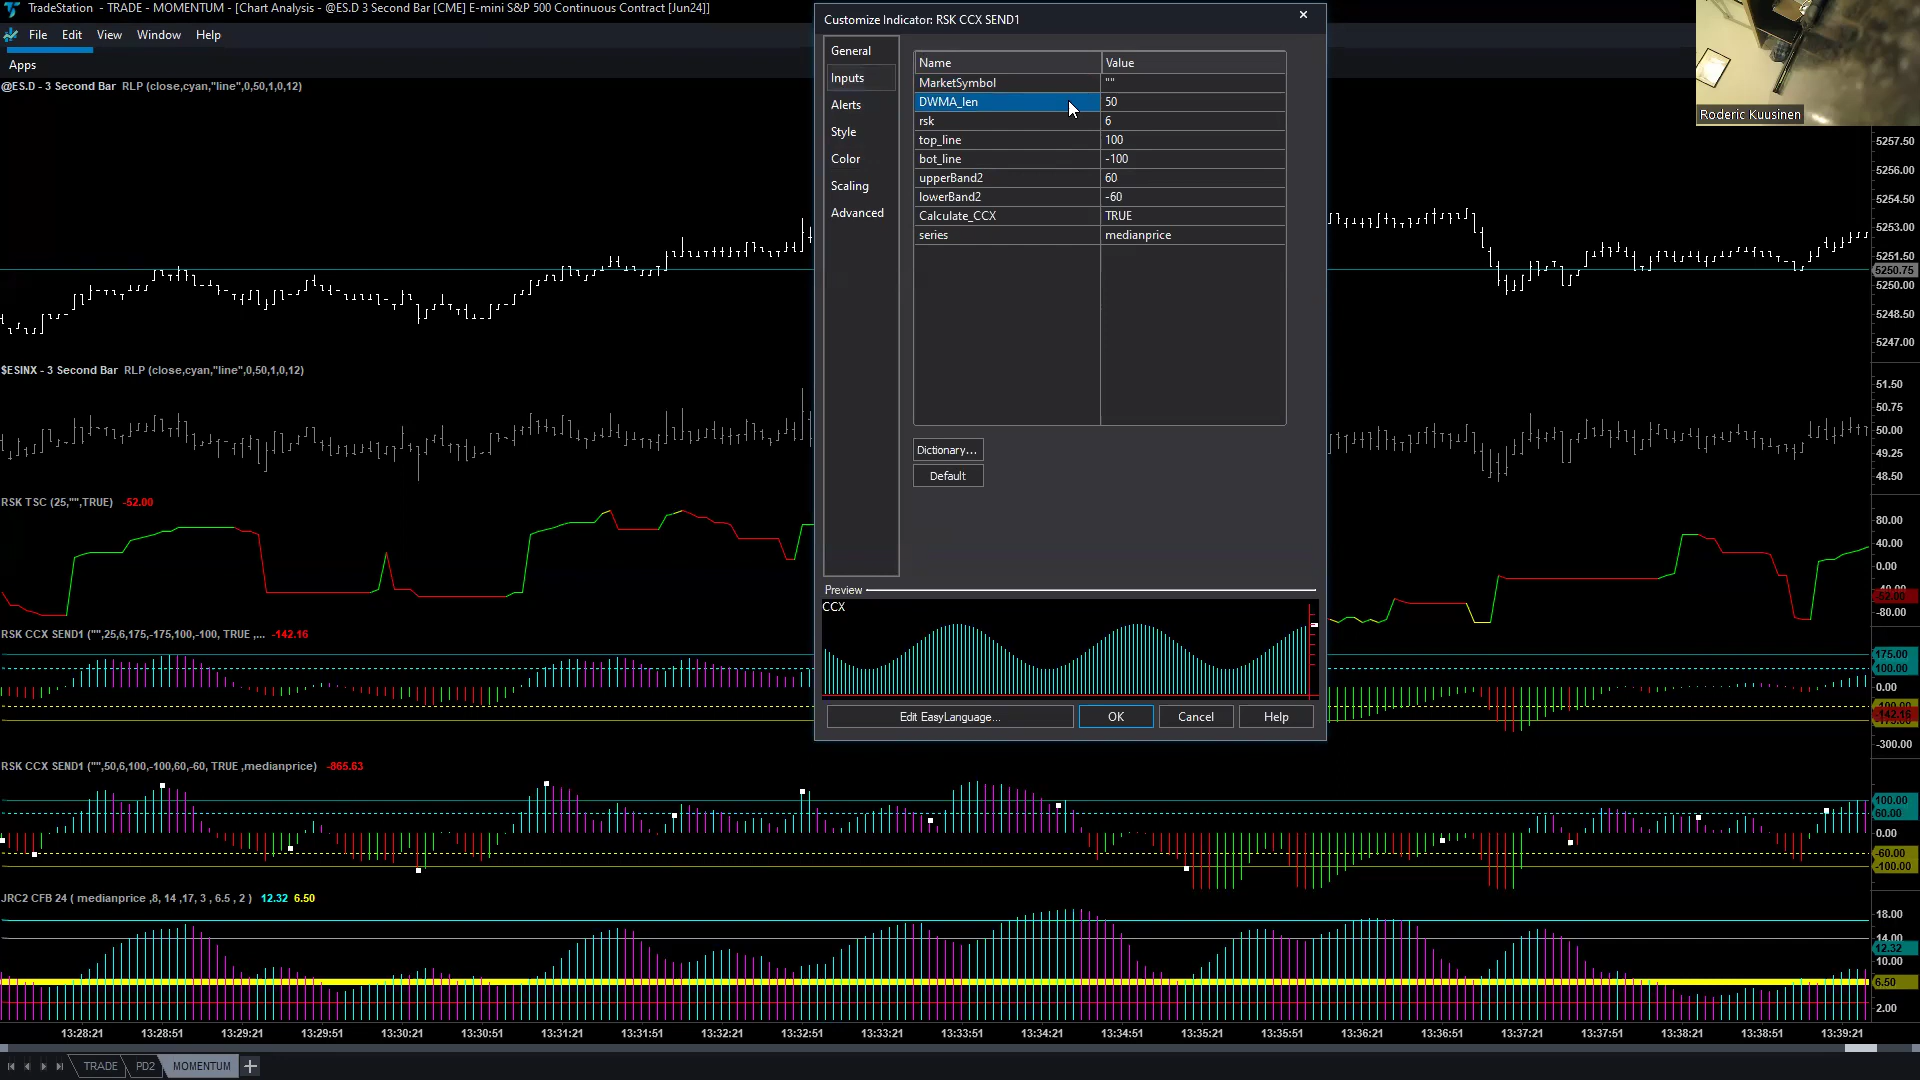 TradeStation - TRADE - MOMENTUM - [Chart Analysis - @ES.D 3 Second Bar [CME] E-mini S&P 500 Continuous Contract [Jun24]]
File Edit View Window Help
Apps
@ES.D - 3 Second Bar RLP (close,cyan,"line",0,50,1,0,12)
$ESINX - 3 Second Bar RLP (close,cyan,"line",0,50,1,0,12)
RSK TSC (25,"",TRUE) -52.00
RSK CCX SEND1 ("",25,6,175,-175,100,-100, TRUE ,... -142.16
RSK CCX SEND1 ("",50,6,100,-100,60,-60, TRUE ,medianprice) -865.63
JRC2 CFB 24 ( medianprice ,8, 14 ,17, 3 , 6.5 , 2 ) 12.32 6.50
Customize Indicator: RSK CCX SEND1
General
Inputs
Alerts
Style
Color
Scaling
Advanced
Name Value
MarketSymbol ""
DWMA_len 50
rsk 6
top_line 100
bot_line -100
upperBand2 60
lowerBand2 -60
Calculate_CCX TRUE
series medianprice
Dictionary...
Default
Preview
CCX
Edit EasyLanguage... OK Cancel Help
Roderic Kuusinen
5257.50
5256.00
5254.50
5253.00
5251.50
5250.75
5250.00
5248.50
5247.00
51.50
50.75
50.00
49.25
48.50
80.00
40.00
0.00
-52.00
-80.00
175.00
100.00
0.00
-142.16
-300.00
100.00
60.00
0.00
-60.00
-100.00
18.00
14.00
12.32
10.00
6.50
2.00
13:28:21 13:28:51 13:29:21 13:29:51 13:30:21 13:30:51 13:31:21 13:31:51 13:32:21 13:32:51 13:33:21 13:33:51 13:34:21 13:34:51 13:35:21 13:35:51 13:36:21 13:36:51 13:37:21 13:37:51 13:38:21 13:38:51 13:39:21
TRADE PD2 MOMENTUM